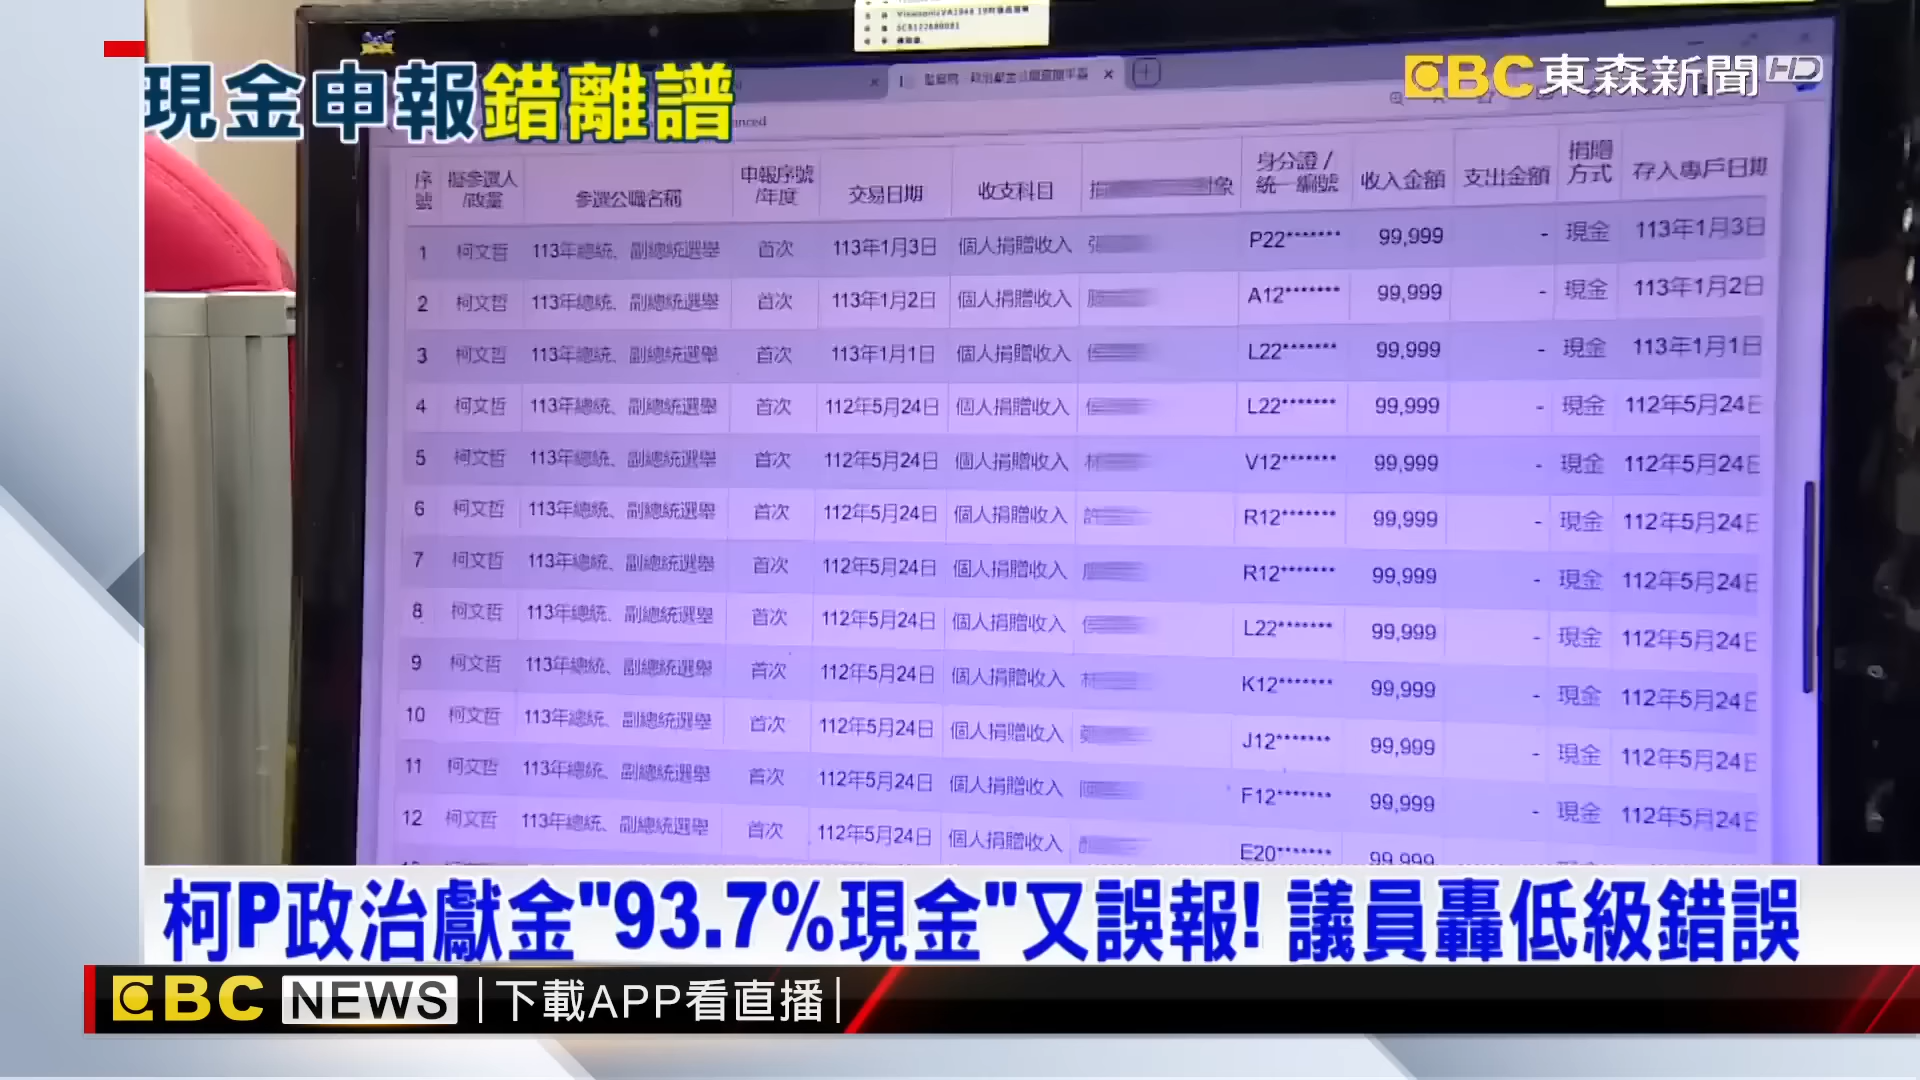 ViewsonicVA1948.19吋液晶螢幕
現金申報錯離譜
EBC東森新聞HD
監察院 政治獻金公開查閱平臺
序號 擬參選人/政黨 參選公職名稱 申報序號/年度 交易日期 收支科目 捐 對象 身分證/統一編號 收入金額 支出金額 捐贈方式 存入專戶日期
1 柯文哲 113年總統、副總統選舉 首次 113年1月3日 個人捐贈收入 張 P22******* 99,999 - 現金 113年1月3日
2 柯文哲 113年總統、副總統選舉 首次 113年1月2日 個人捐贈收入 A12******* 99,999 - 現金 113年1月2日
3 柯文哲 113年總統、副總統選舉 首次 113年1月1日 個人捐贈收入 L22******* 99,999 - 現金 113年1月1日
4 柯文哲 113年總統、副總統選舉 首次 112年5月24日 個人捐贈收入 L22******* 99,999 - 現金 112年5月24日
5 柯文哲 113年總統、副總統選舉 首次 112年5月24日 個人捐贈收入 林 V12******* 99,999 - 現金 112年5月24日
6 柯文哲 113年總統、副總統選舉 首次 112年5月24日 個人捐贈收入 許 R12******* 99,999 - 現金 112年5月24日
7 柯文哲 113年總統、副總統選舉 首次 112年5月24日 個人捐贈收入 R12******* 99,999 - 現金 112年5月24日
8 柯文哲 113年總統、副總統選舉 首次 112年5月24日 個人捐贈收入 L22******* 99,999 - 現金 112年5月24日
9 柯文哲 113年總統、副總統選舉 首次 112年5月24日 個人捐贈收入 林 K12******* 99,999 - 現金 112年5月24日
10 柯文哲 113年總統、副總統選舉 首次 112年5月24日 個人捐贈收入 J12******* 99,999 - 現金 112年5月24日
11 柯文哲 113年總統、副總統選舉 首次 112年5月24日 個人捐贈收入 F12******* 99,999 - 現金 112年5月24日
12 柯文哲 113年總統、副總統選舉 首次 112年5月24日 個人捐贈收入 E20******* 99,999
柯P政治獻金"93.7%現金"又誤報! 議員轟低級錯誤
EBC NEWS 下載APP看直播